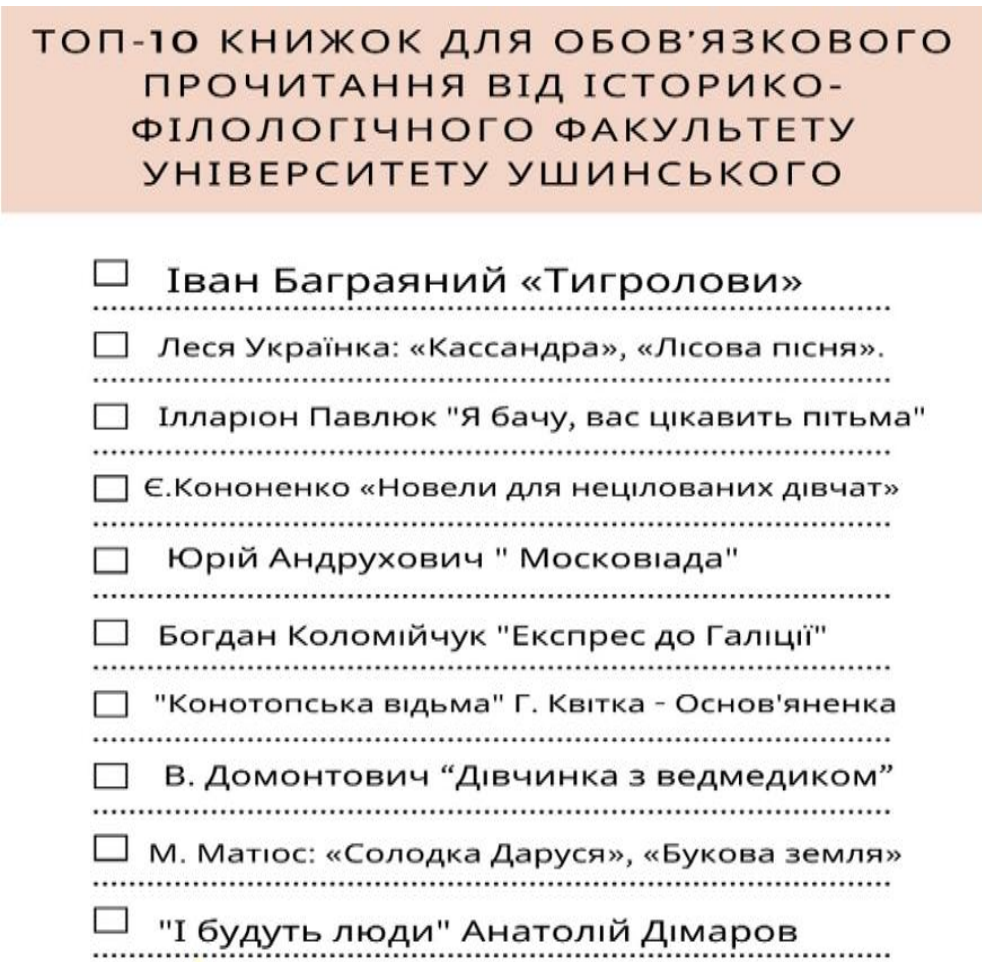 ТОП-10 КНИЖОК ДЛЯ ОБОВ’ЯЗКОВОГО
ПРОЧИТАННЯ ВІД ІСТОРИКО-
ФІЛОЛОГІЧНОГО ФАКУЛЬТЕТУ
УНІВЕРСИТЕТУ УШИНСЬКОГО
Іван Баграяний «Тигролови»
Леся Українка: «Кассандра», «Лісова пісня».
Ілларіон Павлюк "Я бачу, вас цікавить пітьма"
Є.Кононенко «Новели для нецілованих дівчат»
Юрій Андрухович " Московіада"
Богдан Коломійчук "Експрес до Галіції"
"Конотопська відьма" Г. Квітка - Основ'яненка
В. Домонтович “Дівчинка з ведмедиком”
М. Матіос: «Солодка Даруся», «Букова земля»
"І будуть люди" Анатолій Дімаров